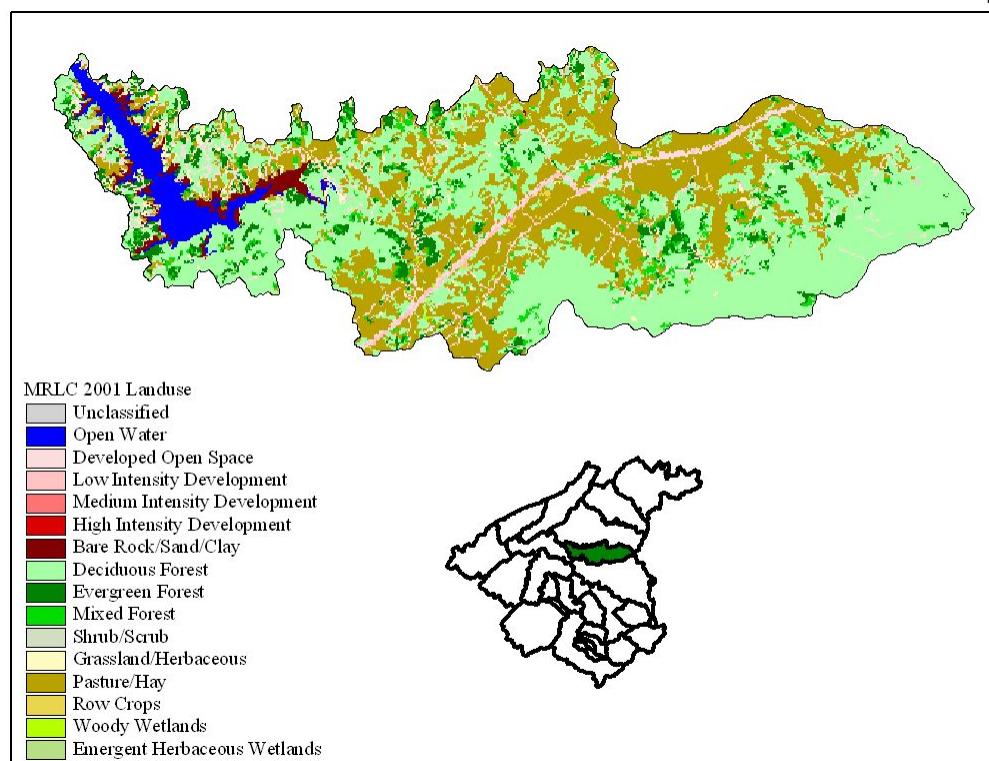 MRLC 2001 Landuse
Unclassified
Open Water
Developed Open Space
Low Intensity Development
Medium Intensity Development
High Intensity Development
Bare Rock/Sand/Clay
Deciduous Forest
Evergreen Forest
Mixed Forest
Shrub/Scrub
Grassland/Herbaceous
Pasture/Hay
Row Crops
Woody Wetlands
Emergent Herbaceous Wetlands